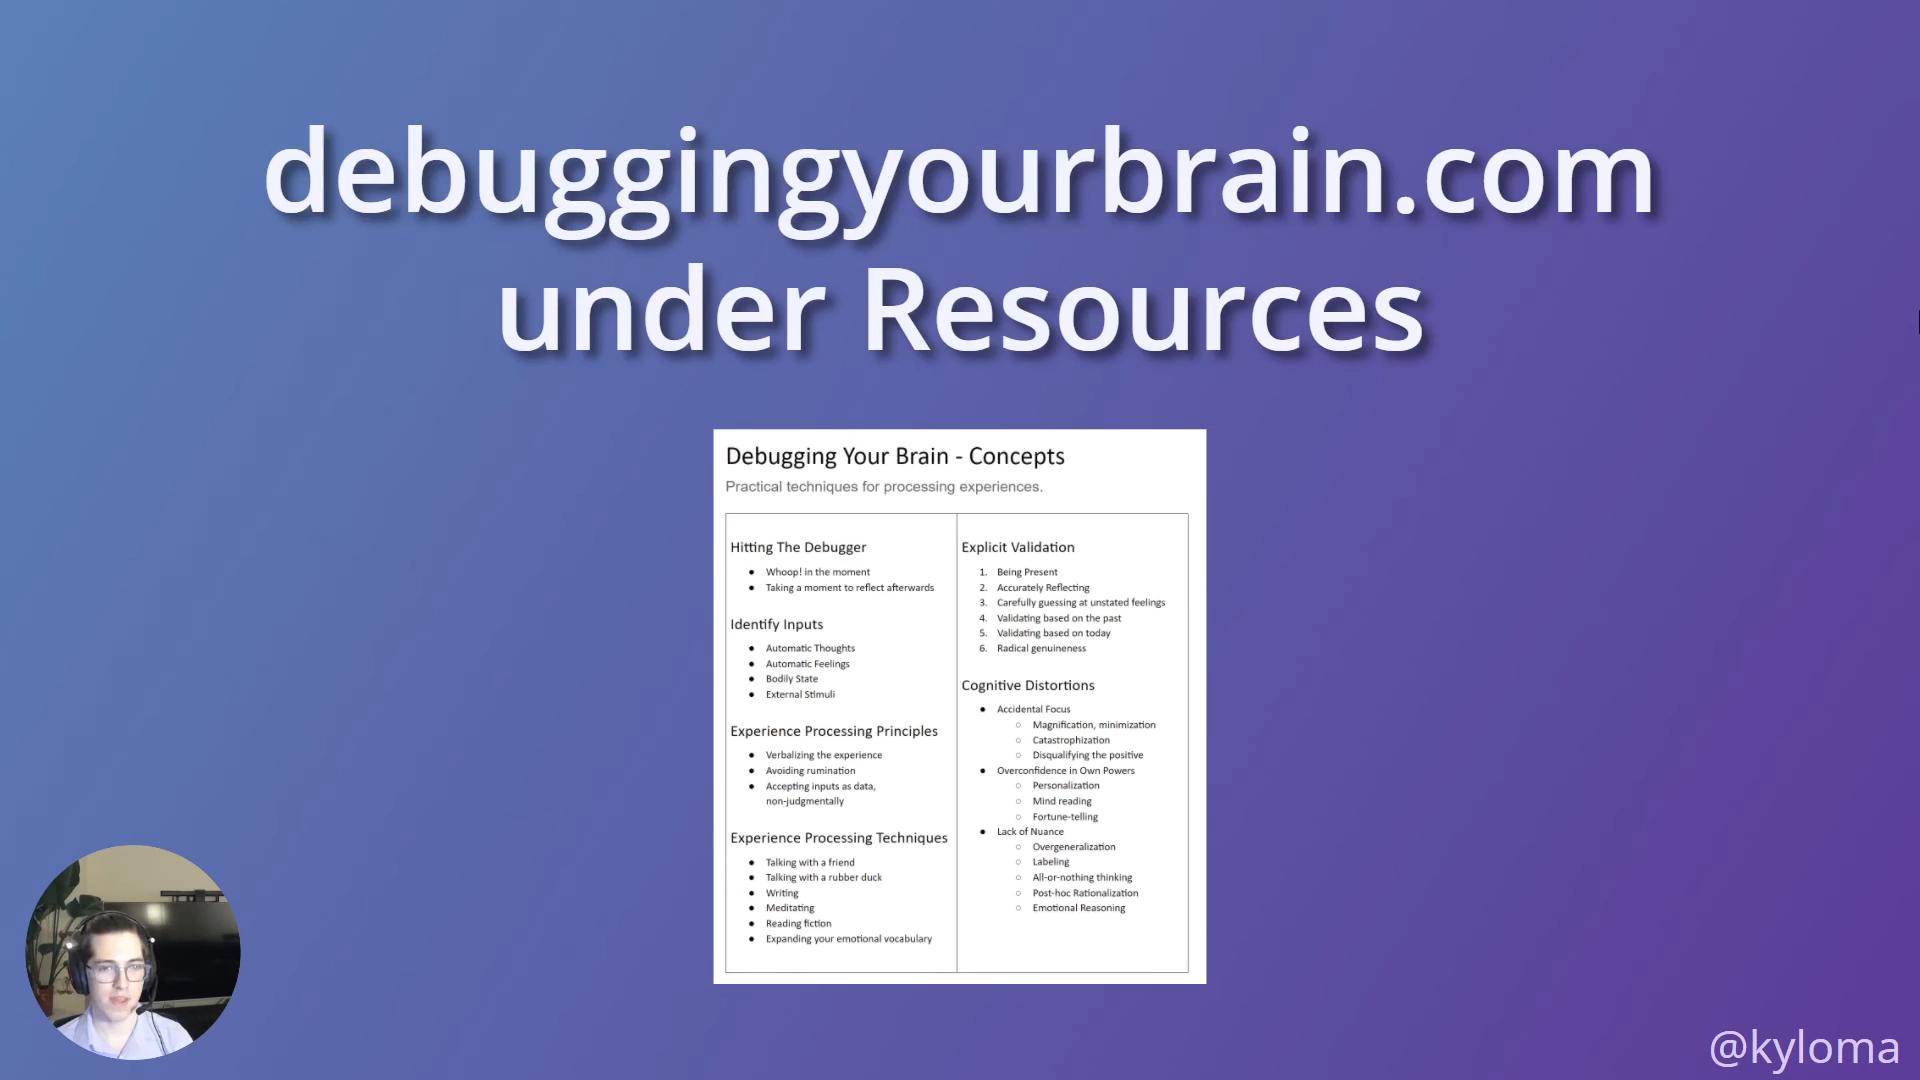 debuggingyourbrain.com
under Resources
Debugging Your Brain - Concepts
Practical techniques for processing experiences.
Hitting The Debugger
● Whoop! in the moment
● Taking a moment to reflect afterwards
Identify Inputs
● Automatic Thoughts
● Automatic Feelings
● Bodily State
● External Stimuli
Experience Processing Principles
● Verbalizing the experience
● Avoiding rumination
● Accepting inputs as data,
non-judgmentally
Experience Processing Techniques
● Talking with a friend
● Talking with a rubber duck
● Writing
● Meditating
● Reading fiction
● Expanding your emotional vocabulary
Explicit Validation
1. Being Present
2. Accurately Reflecting
3. Carefully guessing at unstated feelings
4. Validating based on the past
5. Validating based on today
6. Radical genuineness
Cognitive Distortions
● Accidental Focus
○ Magnification, minimization
○ Catastrophization
○ Disqualifying the positive
● Overconfidence in Own Powers
○ Personalization
○ Mind reading
○ Fortune-telling
● Lack of Nuance
○ Overgeneralization
○ Labeling
○ All-or-nothing thinking
○ Post-hoc Rationalization
○ Emotional Reasoning
@kyloma